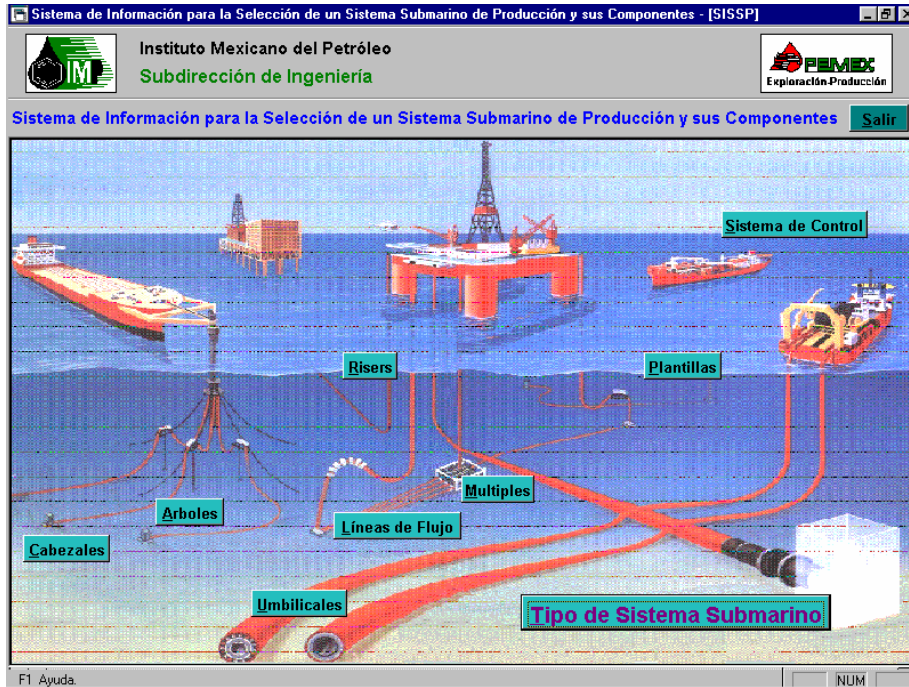 Sistema de Información para la Selección de un Sistema Submarino de Producción y sus Componentes - [SISSP]
IMP
Instituto Mexicano del Petróleo
Subdirección de Ingeniería
PEMEX
Exploración-Producción
Sistema de Información para la Selección de un Sistema Submarino de Producción y sus Componentes
Salir
Sistema de Control
Risers
Plantillas
Multiples
Arboles
Líneas de Flujo
Cabezales
Umbilicales
Tipo de Sistema Submarino
F1 Ayuda.
NUM